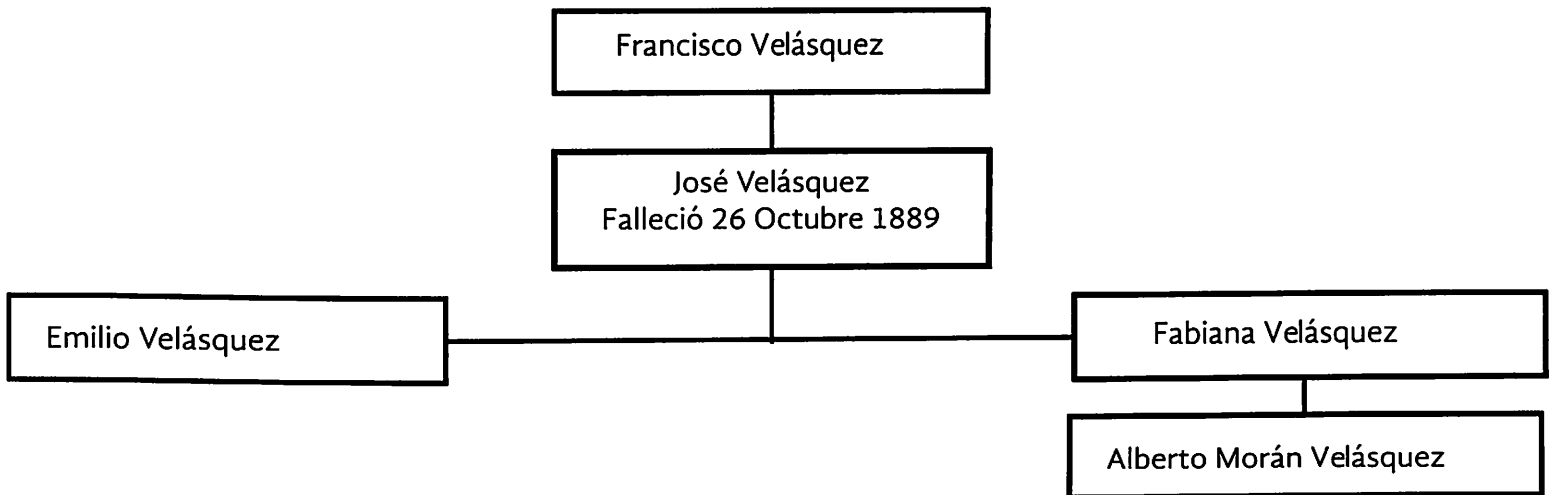 Francisco Velásquez
José Velásquez
Falleció 26 Octubre 1889
Emilio Velásquez
Fabiana Velásquez
Alberto Morán Velásquez